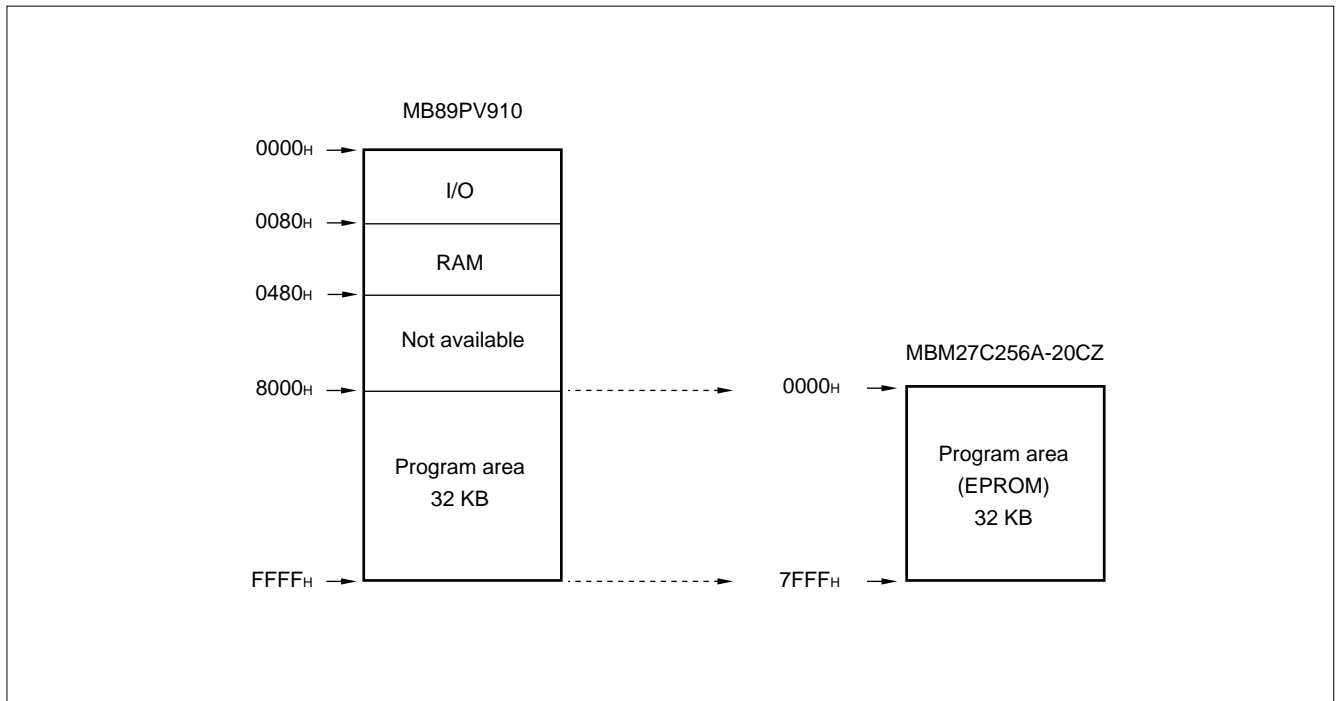 MB89PV910
0000H
I/O
0080H
RAM
0480H
Not available
8000H
Program area
32 KB
FFFFH
MBM27C256A-20CZ
0000H
Program area
(EPROM)
32 KB
7FFFH